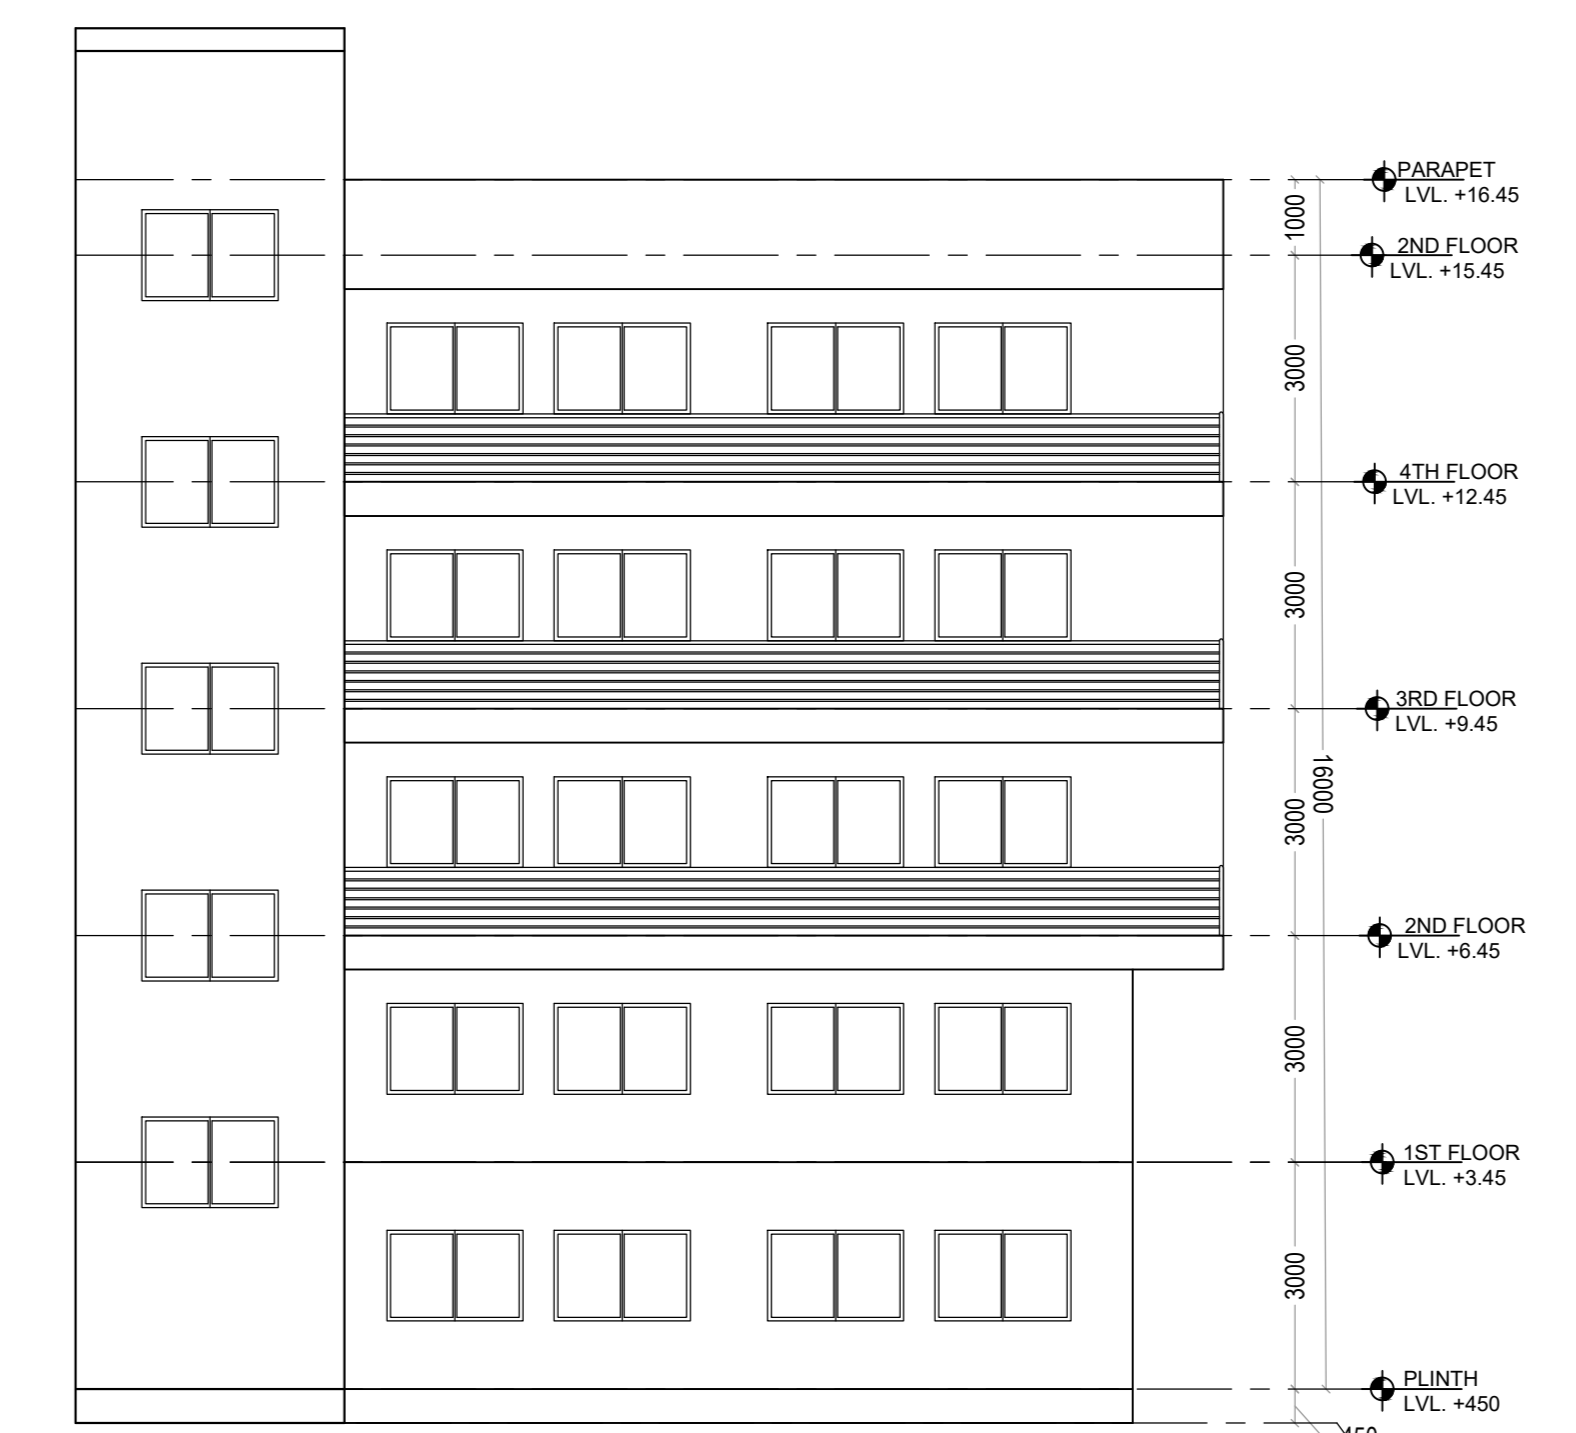 PARAPET
LVL. +16.45
1000
2ND FLOOR
LVL. +15.45
3000
4TH FLOOR
LVL. +12.45
3000
3RD FLOOR
LVL. +9.45
16000
3000
2ND FLOOR
LVL. +6.45
3000
1ST FLOOR
LVL. +3.45
3000
PLINTH
LVL. +450
450